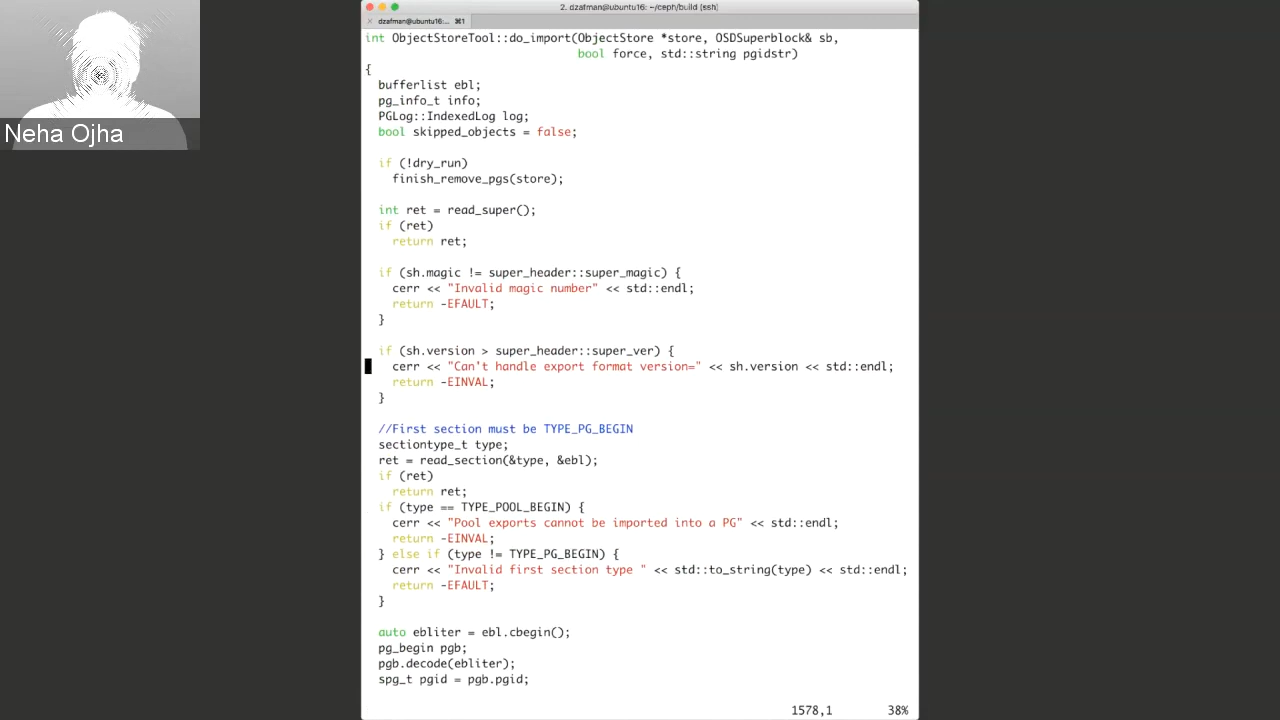 2. dzafman@ubuntu16: ~/ceph/build (ssh)
× dzafman@ubuntu16:... ⌘1
int ObjectStoreTool::do_import(ObjectStore *store, OSDSuperblock& sb,
bool force, std::string pgidstr)
{
bufferlist ebl;
pg_info_t info;
PGLog::IndexedLog log;
bool skipped_objects = false;
if (!dry_run)
finish_remove_pgs(store);
int ret = read_super();
if (ret)
return ret;
if (sh.magic != super_header::super_magic) {
cerr << "Invalid magic number" << std::endl;
return -EFAULT;
}
if (sh.version > super_header::super_ver) {
cerr << "Can't handle export format version=" << sh.version << std::endl;
return -EINVAL;
}
//First section must be TYPE_PG_BEGIN
sectiontype_t type;
ret = read_section(&type, &ebl);
if (ret)
return ret;
if (type == TYPE_POOL_BEGIN) {
cerr << "Pool exports cannot be imported into a PG" << std::endl;
return -EINVAL;
} else if (type != TYPE_PG_BEGIN) {
cerr << "Invalid first section type " << std::to_string(type) << std::endl;
return -EFAULT;
}
auto ebliter = ebl.cbegin();
pg_begin pgb;
pgb.decode(ebliter);
spg_t pgid = pgb.pgid;
1578,1 38%
Neha Ojha